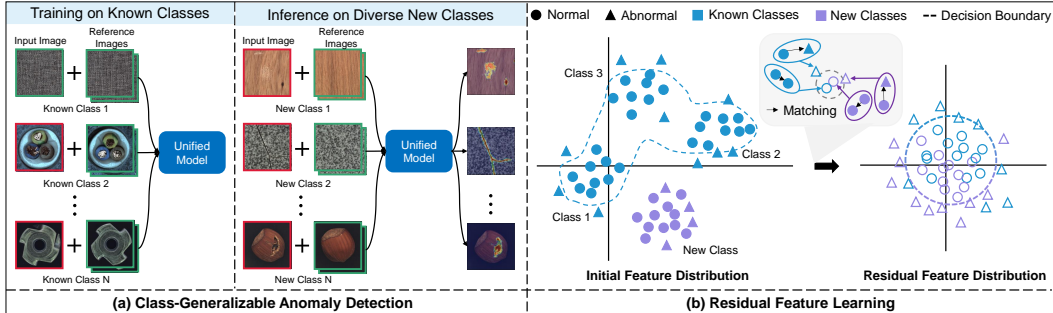 Training on Known Classes
Inference on Diverse New Classes
Input Image
Reference
Images
Known Class 1
Known Class 2
Known Class N
Unified
Model
Input Image
Reference
Images
New Class 1
New Class 2
New Class N
Unified
Model
(a) Class-Generalizable Anomaly Detection
Normal
Abnormal
Known Classes
New Classes
Decision Boundary
Class 3
Class 2
Class 1
New Class
Matching
Initial Feature Distribution
Residual Feature Distribution
(b) Residual Feature Learning